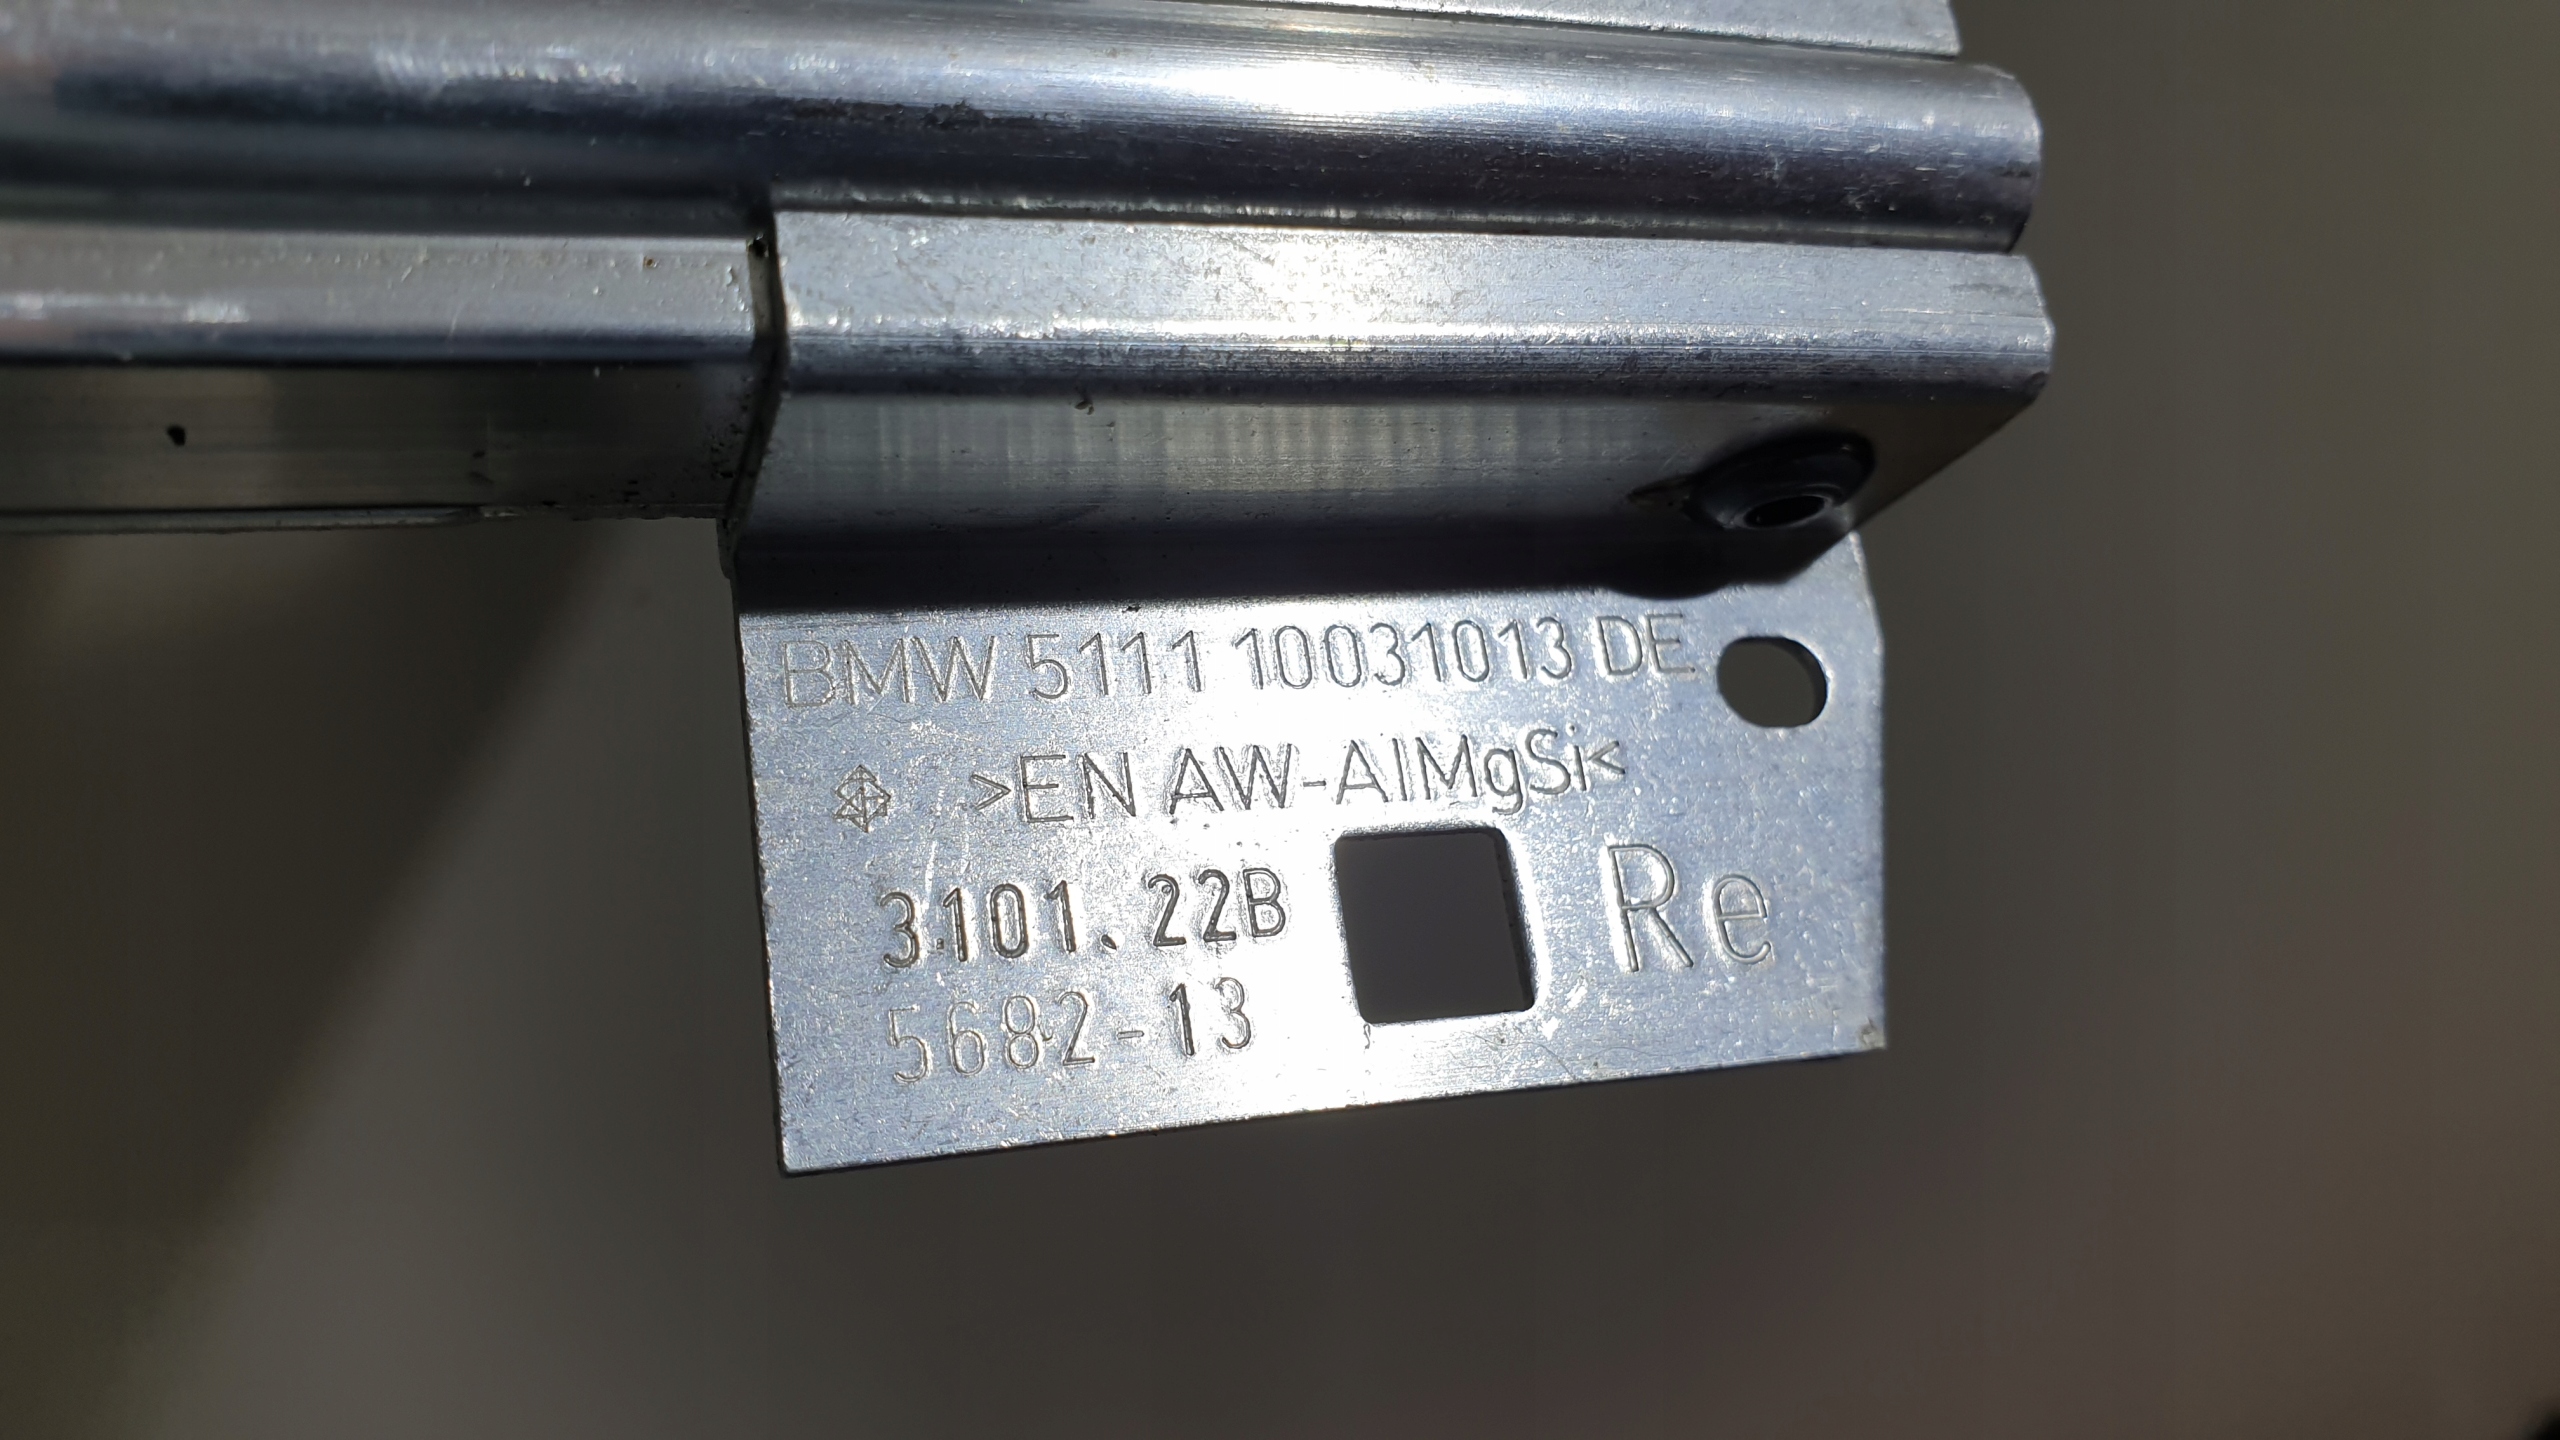 BMW 5111 10031013 DE
>EN AW-AlMgSi<
3101.22B
Re
5682-13